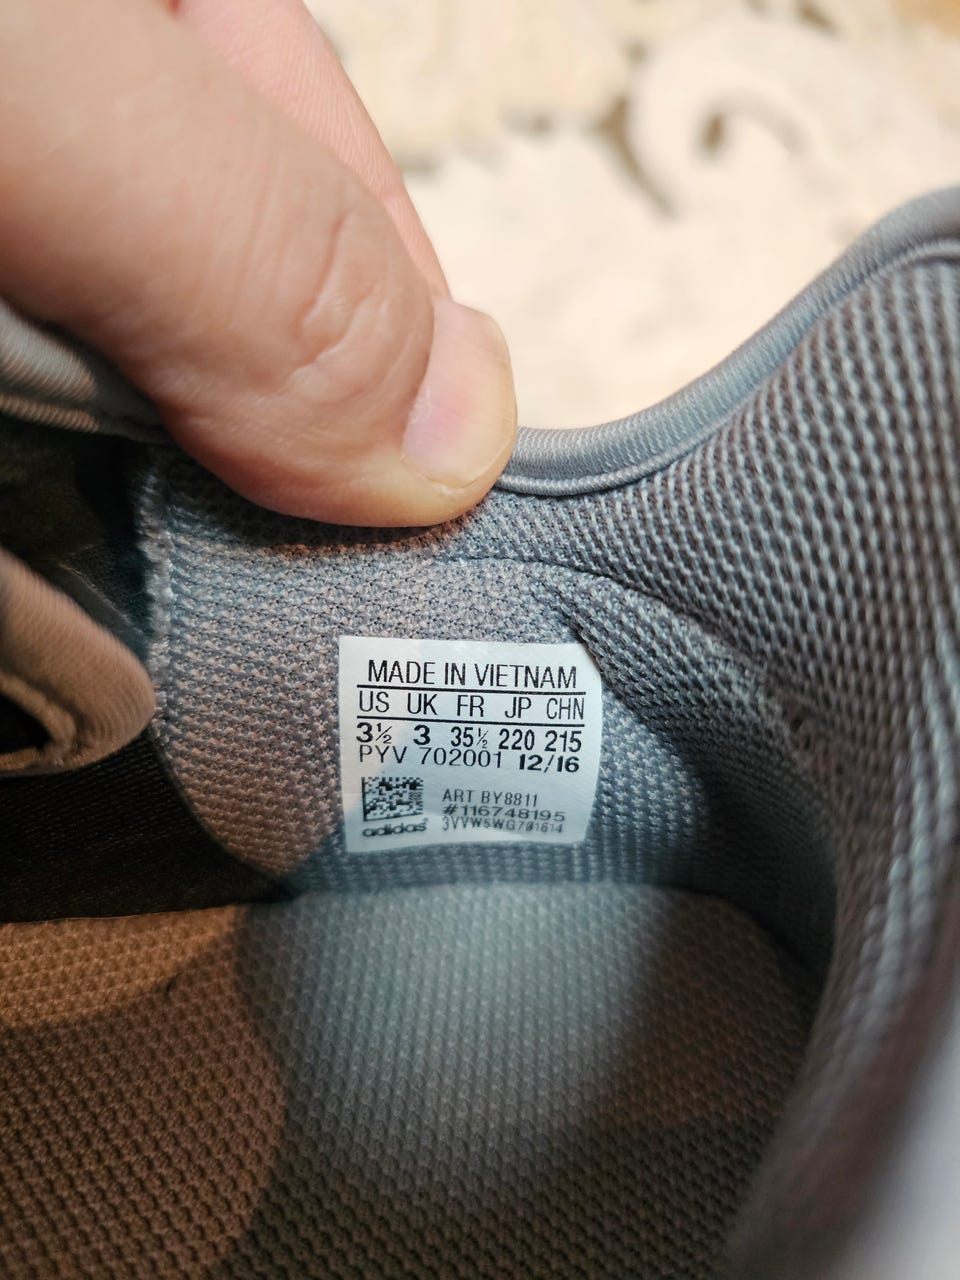 MADE IN VIETNAM
US UK FR JP CHN
3½ 3 35½ 220 215
PYV 702001 12/16
ART BY8811
#116748195
adidas® 3VVW5WG701614